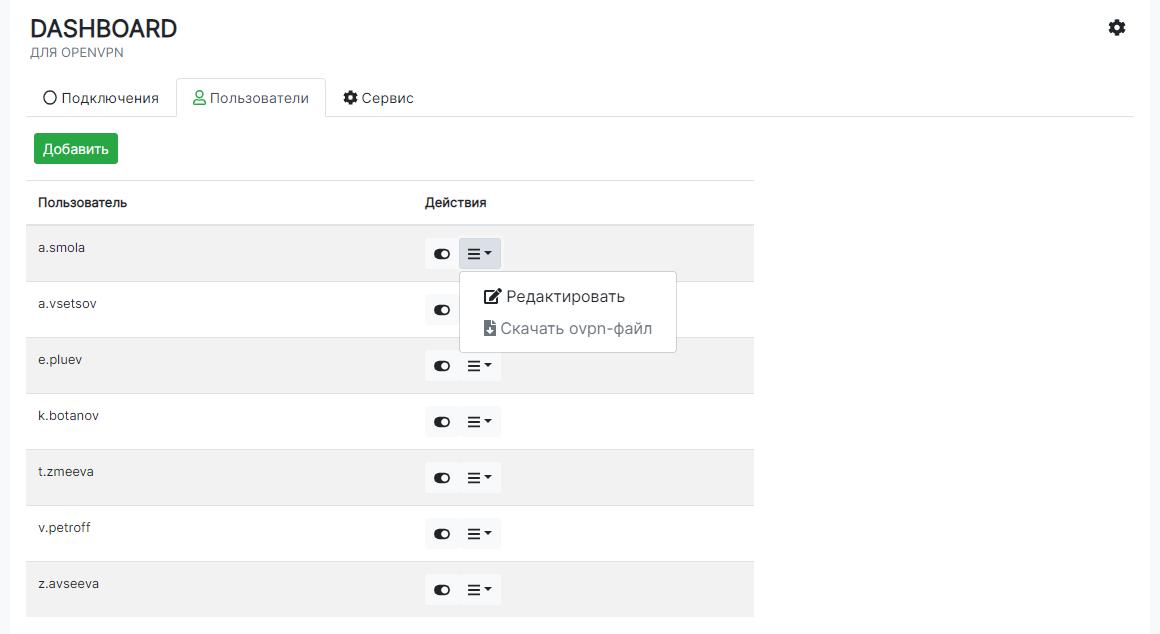 DASHBOARD
ДЛЯ OPENVPN
Подключения Пользователи Сервис
Добавить
Пользователь Действия
a.smola
Редактировать
a.vsetsov
Скачать ovpn-файл
e.pluev
k.botanov
t.zmeeva
v.petroff
z.avseeva